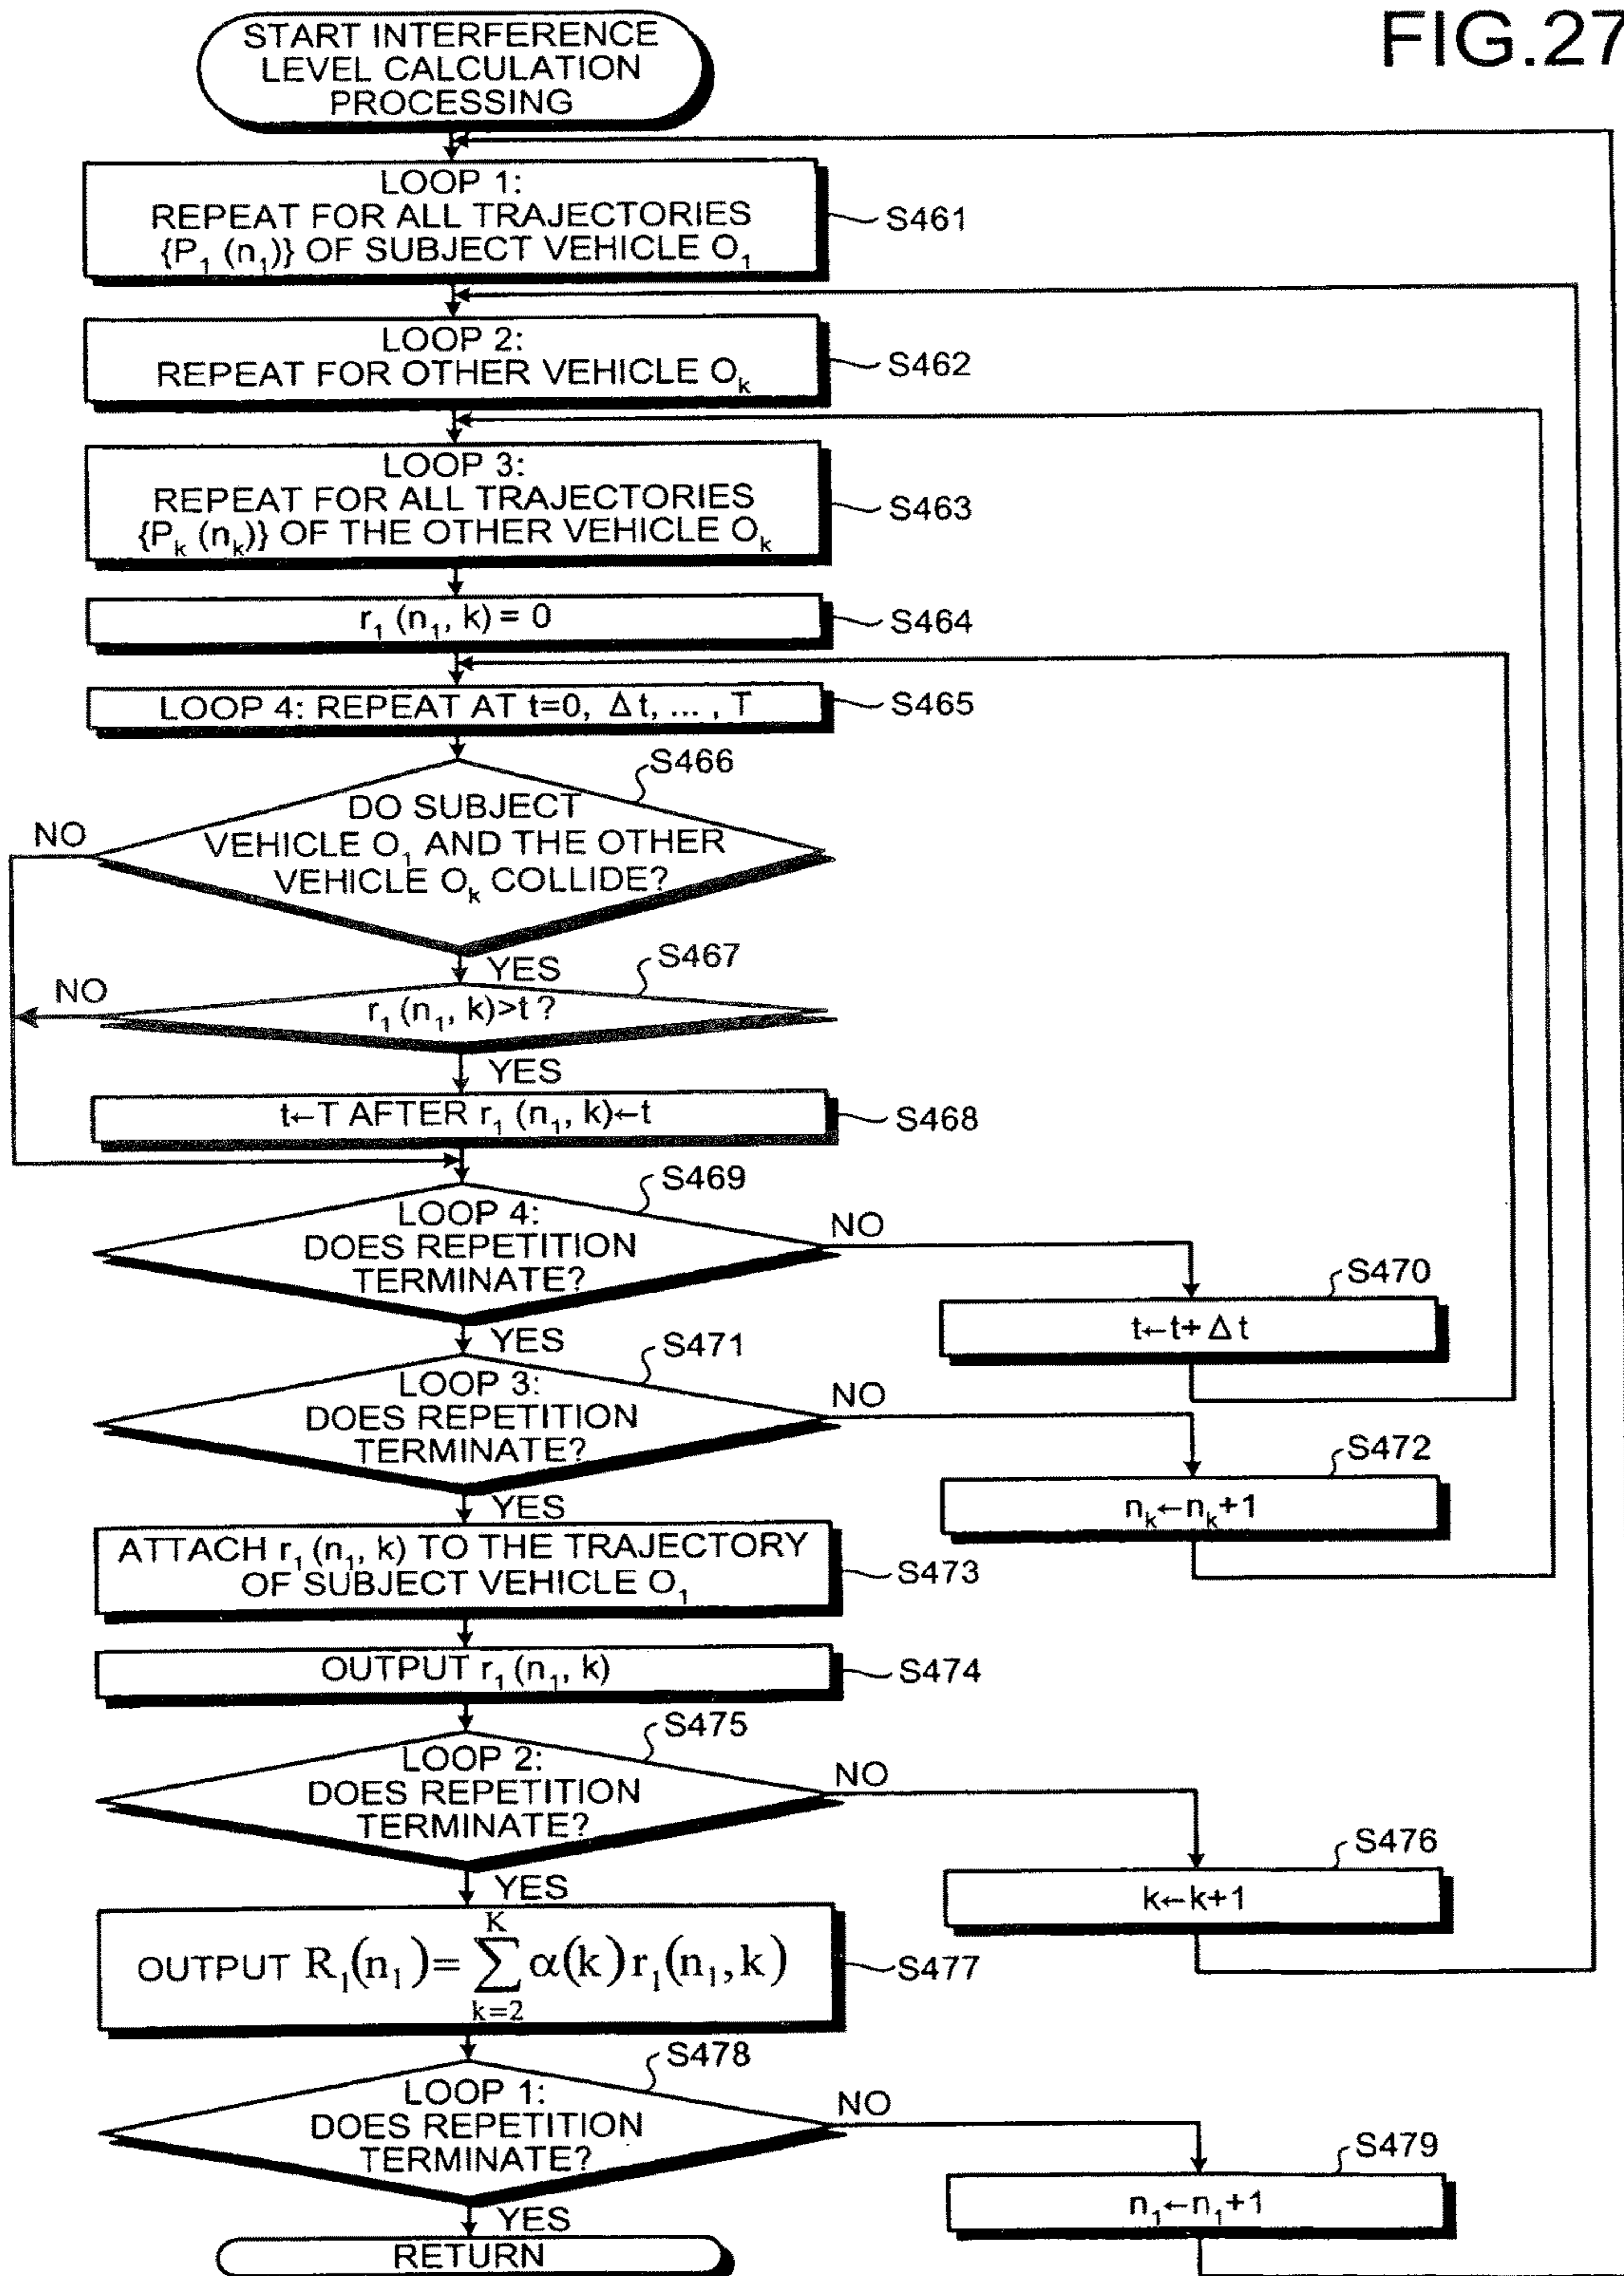 FIG.27
START INTERFERENCE
LEVEL CALCULATION
PROCESSING
LOOP 1:
REPEAT FOR ALL TRAJECTORIES
{P₁ (n₁)} OF SUBJECT VEHICLE O₁
S461
LOOP 2:
REPEAT FOR OTHER VEHICLE Oₖ
S462
LOOP 3:
REPEAT FOR ALL TRAJECTORIES
{Pₖ (nₖ)} OF THE OTHER VEHICLE Oₖ
S463
r₁ (n₁, k) = 0
S464
LOOP 4: REPEAT AT t=0, Δt, ... , T
S465
S466
DO SUBJECT
VEHICLE O₁ AND THE OTHER
VEHICLE Oₖ COLLIDE?
NO
YES
S467
r₁ (n₁, k)>t ?
NO
YES
t←T AFTER r₁ (n₁, k)←t
S468
S469
LOOP 4:
DOES REPETITION
TERMINATE?
NO
S470
t←t+ Δt
YES
S471
LOOP 3:
DOES REPETITION
TERMINATE?
NO
S472
nₖ←nₖ+1
YES
ATTACH r₁ (n₁, k) TO THE TRAJECTORY
OF SUBJECT VEHICLE O₁
S473
OUTPUT r₁ (n₁, k)
S474
S475
LOOP 2:
DOES REPETITION
TERMINATE?
NO
S476
k←k+1
YES
OUTPUT R₁(n₁)=∑α(k)r₁(n₁,k)
K
k=2
S477
S478
LOOP 1:
DOES REPETITION
TERMINATE?
NO
S479
n₁←n₁+1
YES
RETURN